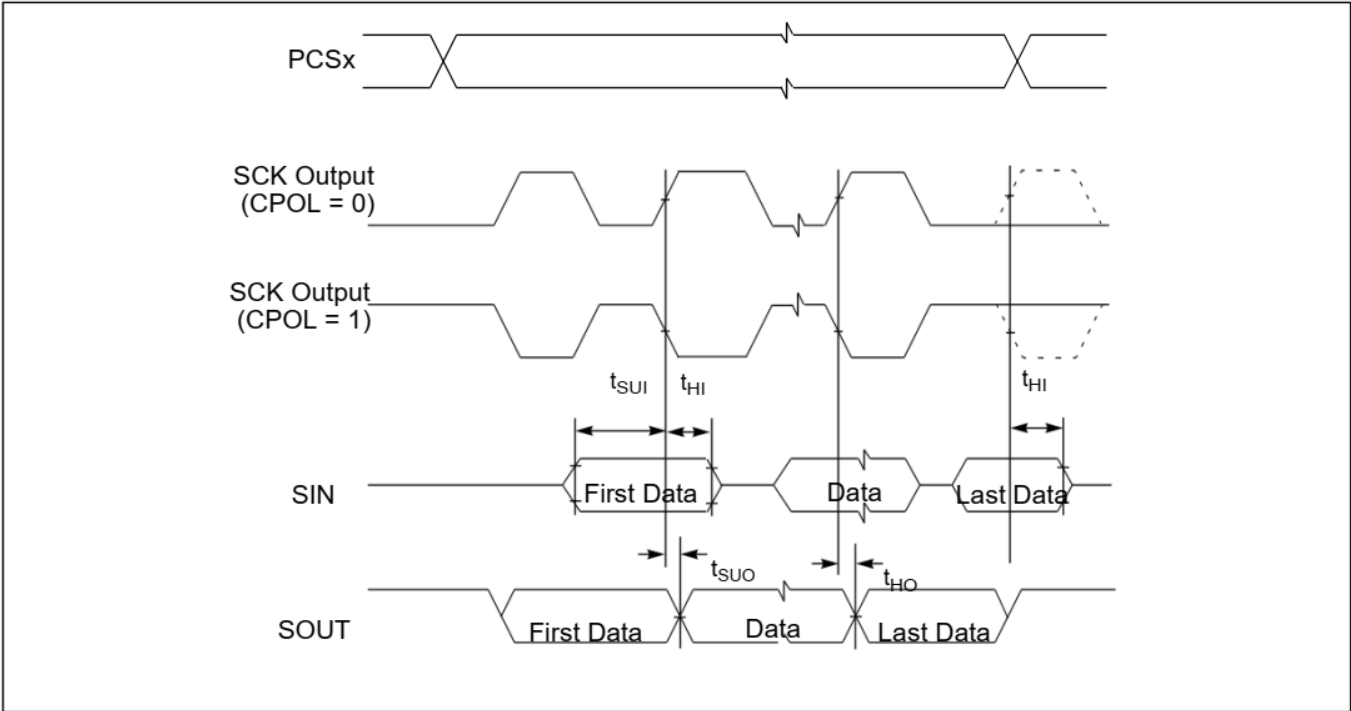 PCSx
SCK Output
(CPOL = 0)
SCK Output
(CPOL = 1)
tSUI
tHI
tHI
SIN
First Data
Data
Last Data
tSUO
tHO
SOUT
First Data
Data
Last Data